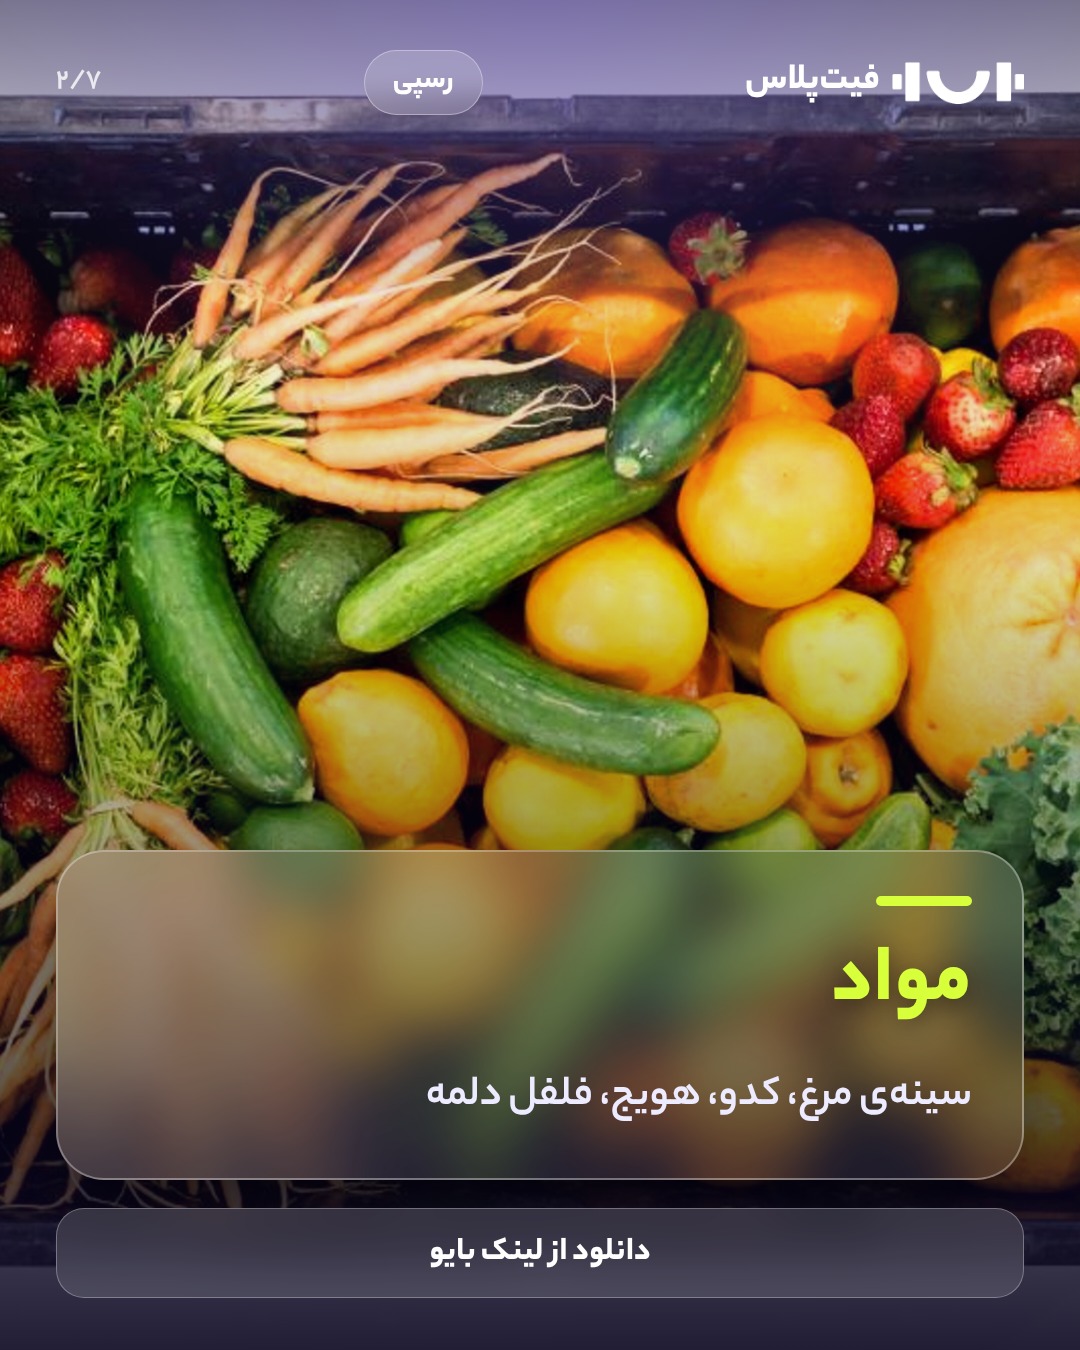 فیت‌پلاس
رسپی
۲/۷
مواد
سینه‌ی مرغ، کدو، هویج، فلفل دلمه
دانلود از لینک بایو